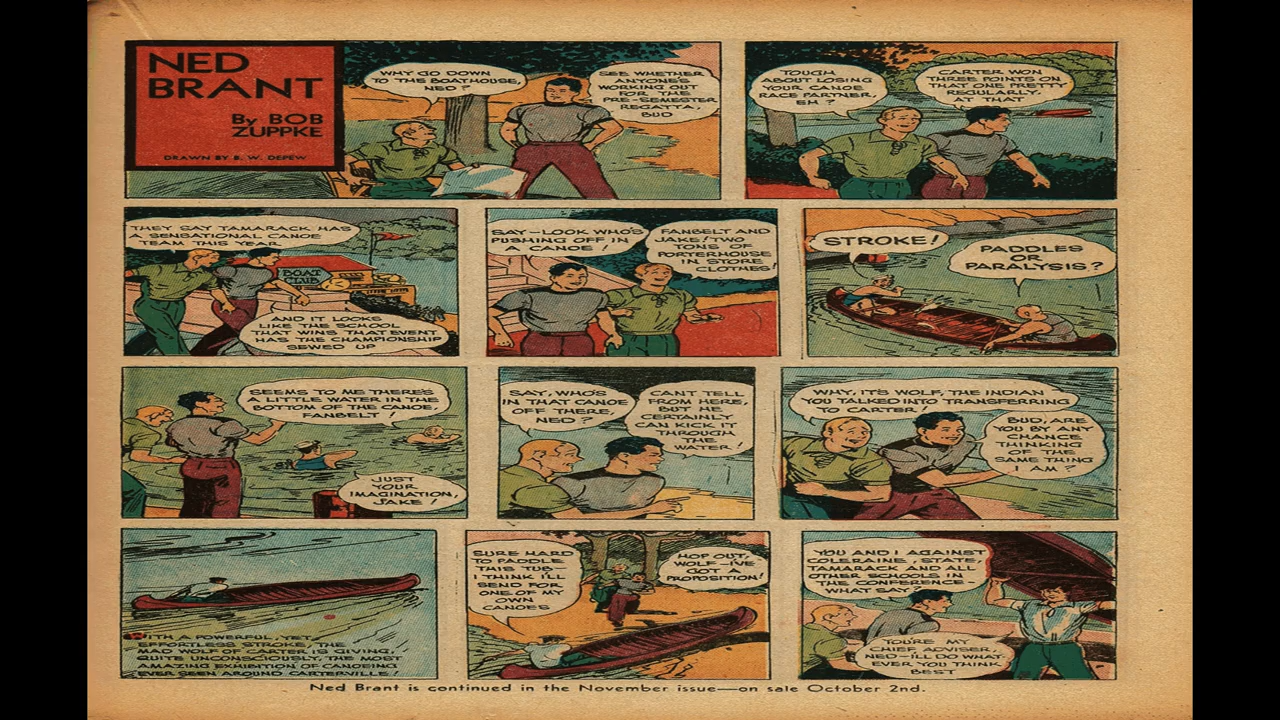 NED
BRANT
By BOB
ZUPPKE
DRAWN BY B. W. DEPEW
WHY GO DOWN
TO THE BOATHOUSE,
NED?
SEE WHETHER
ANYONE'S
WORKING OUT
FOR THE
PRE-SEMESTER
REGATTA
BUD
TOUGH
ABOUT LOSING
YOUR CANOE
RACE PARTNER,
EH?
CARTER WON
THREE POINTS ON
THAT ONE PRETTY
REGULARLY,
AT THAT
THEY SAY TAMARACK HAS
A SENSATIONAL CANOE
TEAM THIS YEAR
BOAT
CLUB
AND IT LOOKS
LIKE THE SCHOOL
THAT WINS THAT EVENT
HAS THE CHAMPIONSHIP
SEWED UP
SAY-LOOK WHO'S
PUSHING OFF IN
A CANOE!
FANBELT AND
JAKE! TWO
TONS OF
PORTERHOUSE
IN STORE
CLOTHES!
STROKE!
PADDLES
OR
PARALYSIS?
SEEMS TO ME THERE'S
A LITTLE WATER IN THE
BOTTOM OF THE CANOE,
FANBELT!
JUST
YOUR
IMAGINATION,
JAKE!
SAY, WHO'S
IN THAT CANOE
OFF THERE,
NED?
CAN'T TELL
FROM HERE,
BUT HE
CERTAINLY
CAN KICK IT
THROUGH
THE
WATER
WHY, IT'S WOLF, THE INDIAN
YOU TALKED INTO TRANSFERRING
TO CARTER
BUD, ARE
YOU BY ANY
CHANCE
THINKING
OF THE
SAME THING
I AM?
WITH A POWERFUL, YET
EFFORTLESS STROKE, THE
MAD WOLF OF CARTER IS GIVING,
QUITE UNCONSCIOUSLY, THE MOST
AMAZING EXHIBITION OF CANOEING
EVER SEEN AROUND CARTERVILLE!
SURE HARD
TO PADDLE
THIS TUB
I THINK I'LL
SEND FOR
ONE OF MY
OWN
CANOES
HOP OUT,
WOLF-I'VE
GOT A
PROPOSITION!
YOU AND I AGAINST
COLERAINE, STATE,
TAMARACK AND ALL
OTHER SCHOOLS IN
THE CONFERENCE
WHAT SAY?
YOU'RE MY
CHIEF ADVISER,
NED-I'LL DO WHAT
EVER YOU THINK
BEST
Ned Brant is continued in the November issue—on sale October 2nd.